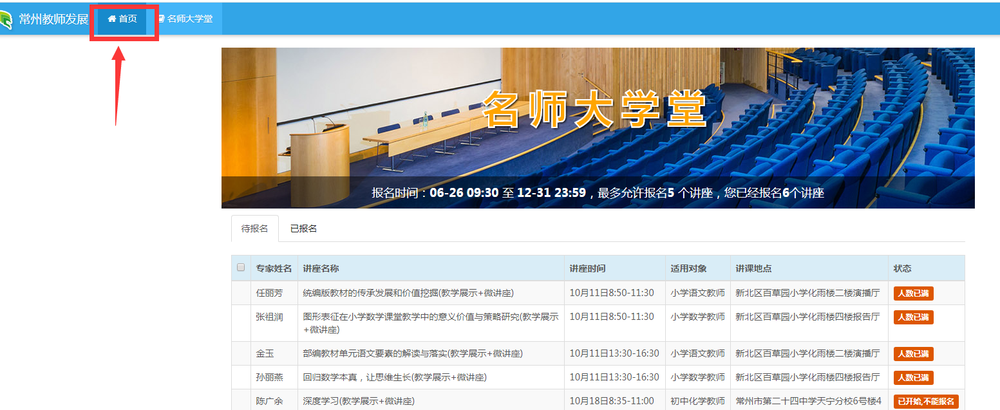 常州教师发展 首页 名师大学堂
名师大学堂
报名时间：06-26 09:30 至 12-31 23:59，最多允许报名5 个讲座，您已经报名6个讲座
待报名 已报名
专家姓名 讲座名称 讲座时间 适用对象 讲课地点 状态
任丽芳 统编版教材的传承发展和价值挖掘(教学展示+微讲座) 10月11日8:50-11:30 小学语文教师 新北区百草园小学化雨楼二楼演播厅 人数已满
张祖润 图形表征在小学数学课堂教学中的意义价值与策略研究(教学展示 10月11日8:50-11:30 小学数学教师 新北区百草园小学化雨楼四楼报告厅 人数已满
+微讲座)
金玉 部编教材单元语文要素的解读与落实(教学展示+微讲座) 10月11日13:30-16:30 小学语文教师 新北区百草园小学化雨楼二楼演播厅 人数已满
孙丽燕 回归数学本真，让思维生长(教学展示+微讲座) 10月11日13:30-16:30 小学数学教师 新北区百草园小学化雨楼四楼报告厅 人数已满
陈广余 深度学习(教学展示+微讲座) 10月18日8:35-11:00 初中化学教师 常州市第二十四中学天宁分校6号楼4 已开始,不能报名